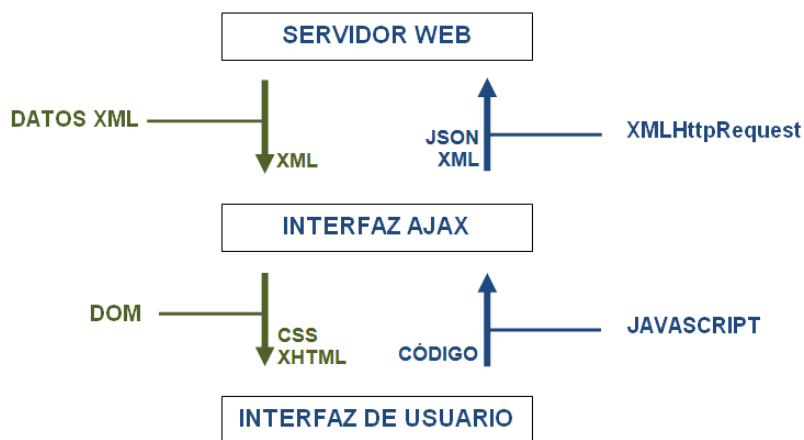 SERVIDOR WEB
DATOS XML
XML
JSON
XML
XMLHttpRequest
INTERFAZ AJAX
DOM
CSS
XHTML
CÓDIGO
JAVASCRIPT
INTERFAZ DE USUARIO